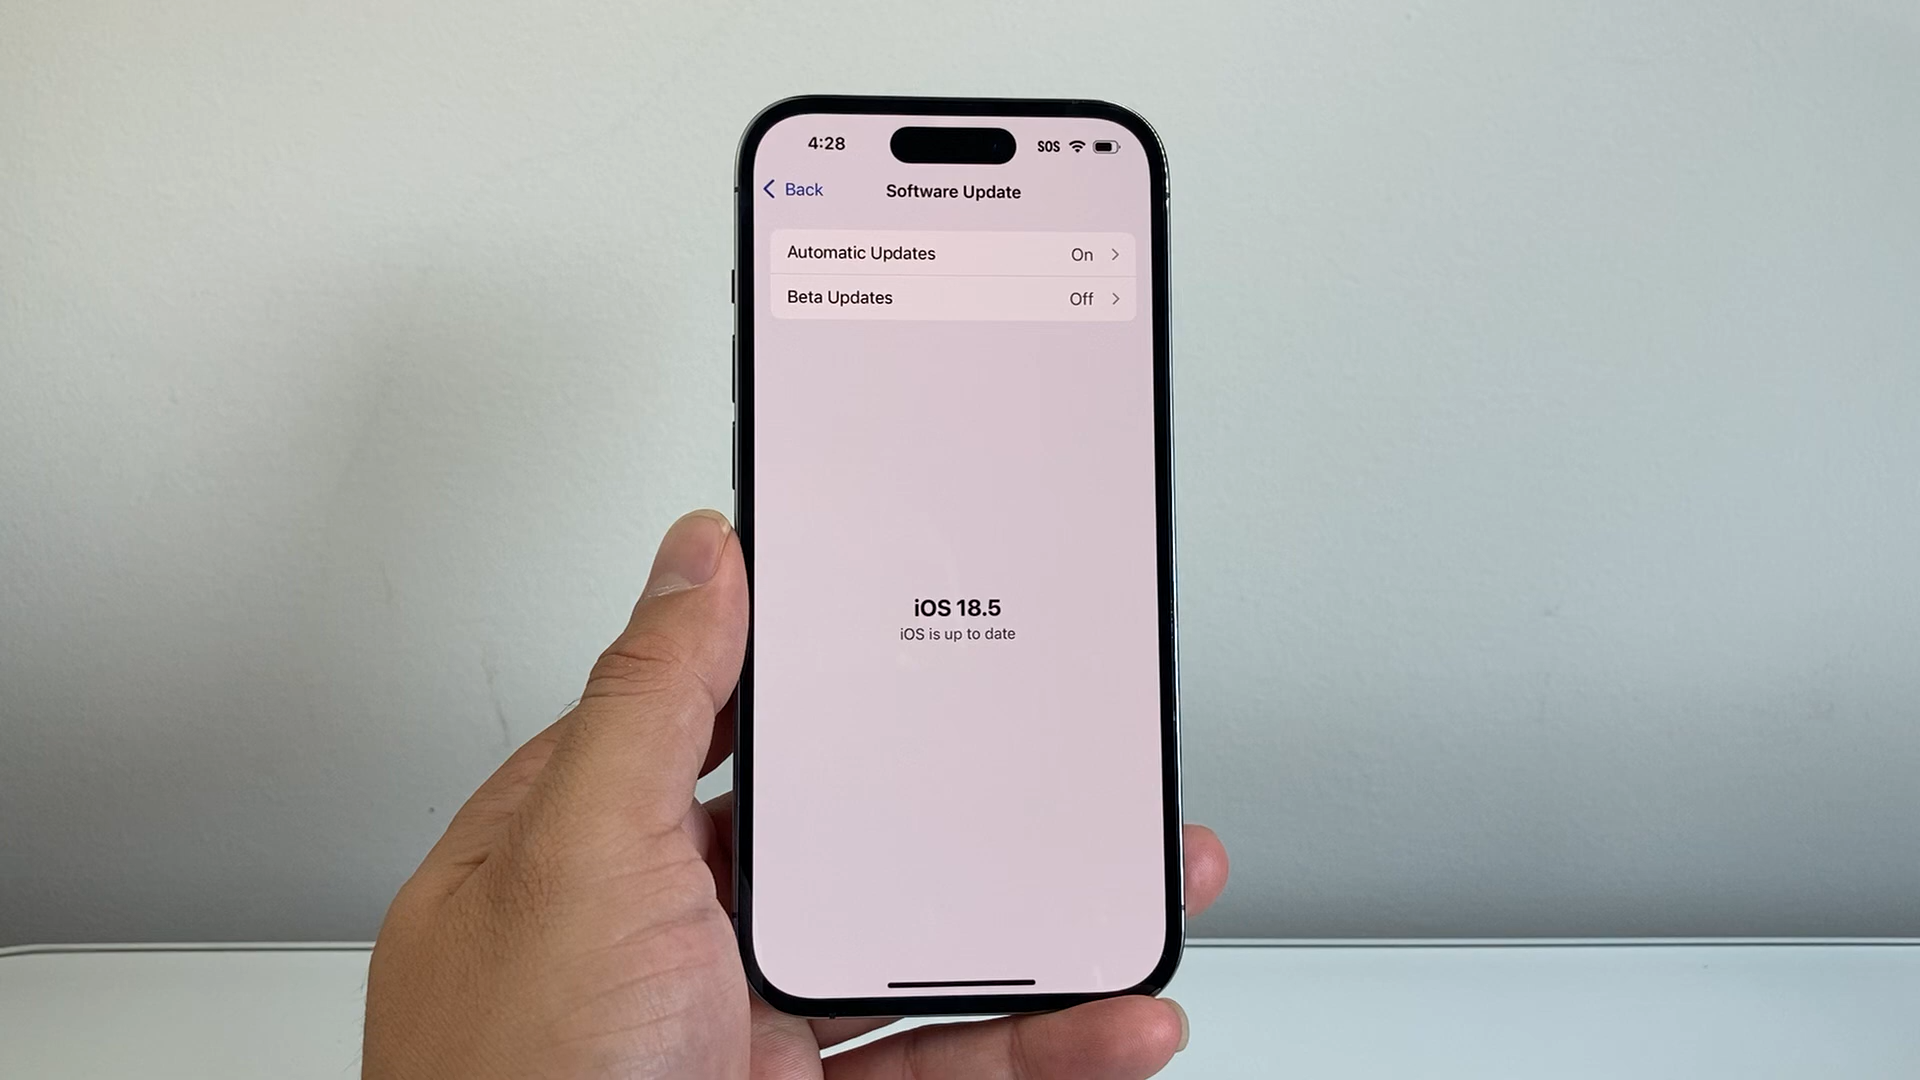 4:28 SOS
Back Software Update
Automatic Updates On
Beta Updates Off
iOS 18.5
iOS is up to date